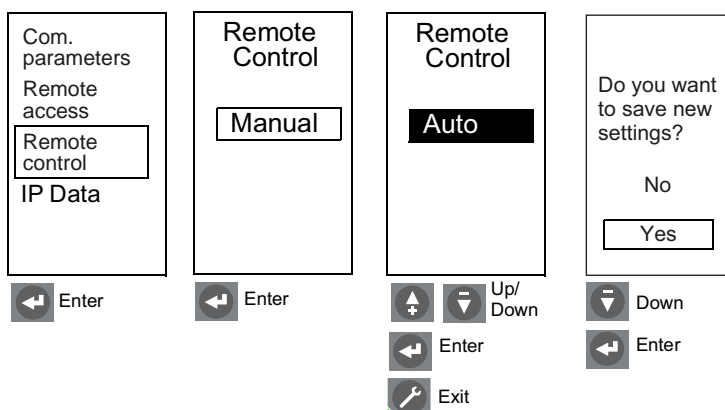 Com.
parameters
Remote
access
Remote
control
IP Data
Enter
Remote
Control
Manual
Enter
Remote
Control
Auto
Up/
Down
Enter
Exit
Do you want
to save new
settings?
No
Yes
Down
Enter